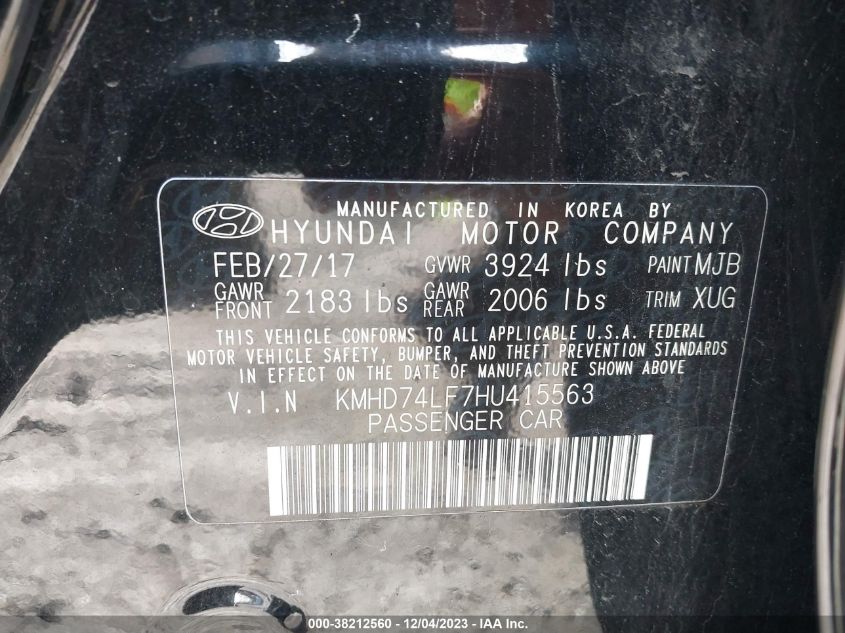 MANUFACTURED IN KOREA BY
HYUNDAI MOTOR COMPANY
FEB/27/17 GVWR 3924 lbs PAINT MJB
GAWR FRONT 2183 lbs GAWR REAR 2006 lbs TRIM XUG
THIS VEHICLE CONFORMS TO ALL APPLICABLE U.S.A. FEDERAL
MOTOR VEHICLE SAFETY, BUMPER, AND THEFT PREVENTION STANDARDS
IN EFFECT ON THE DATE OF MANUFACTURE SHOWN ABOVE
V.I.N KMHD74LF7HU415563
PASSENGER CAR
000-38212560 - 12/04/2023 - IAA Inc.